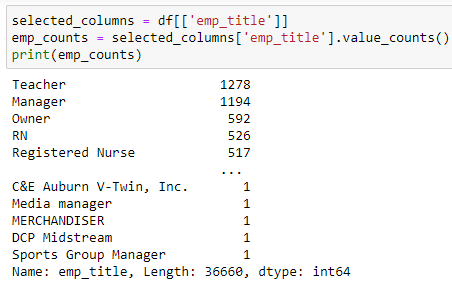 selected_columns = df[['emp_title']]
emp_counts = selected_columns['emp_title'].value_counts()
print(emp_counts)
Teacher 1278
Manager 1194
Owner 592
RN 526
Registered Nurse 517
...
C&E Auburn V-Twin, Inc. 1
Media manager 1
MERCHANDISER 1
DCP Midstream 1
Sports Group Manager 1
Name: emp_title, Length: 36660, dtype: int64